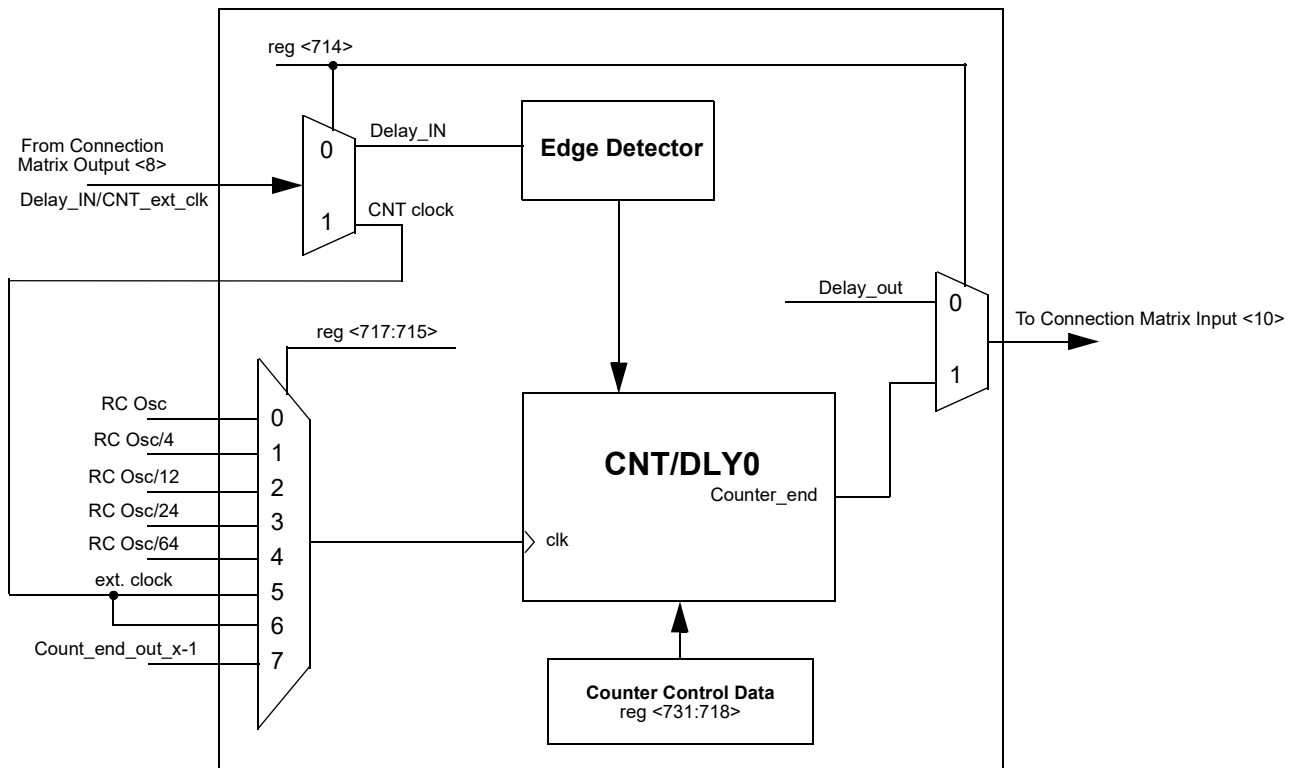 reg <714>
From Connection
Matrix Output <8>
Delay_IN/CNT_ext_clk
0
1
Delay_IN
CNT clock
Edge Detector
Delay_out
0
1
To Connection Matrix Input <10>
reg <717:715>
RC Osc
RC Osc/4
RC Osc/12
RC Osc/24
RC Osc/64
ext. clock
Count_end_out_x-1
0
1
2
3
4
5
6
7
CNT/DLY0
Counter_end
clk
Counter Control Data
reg <731:718>